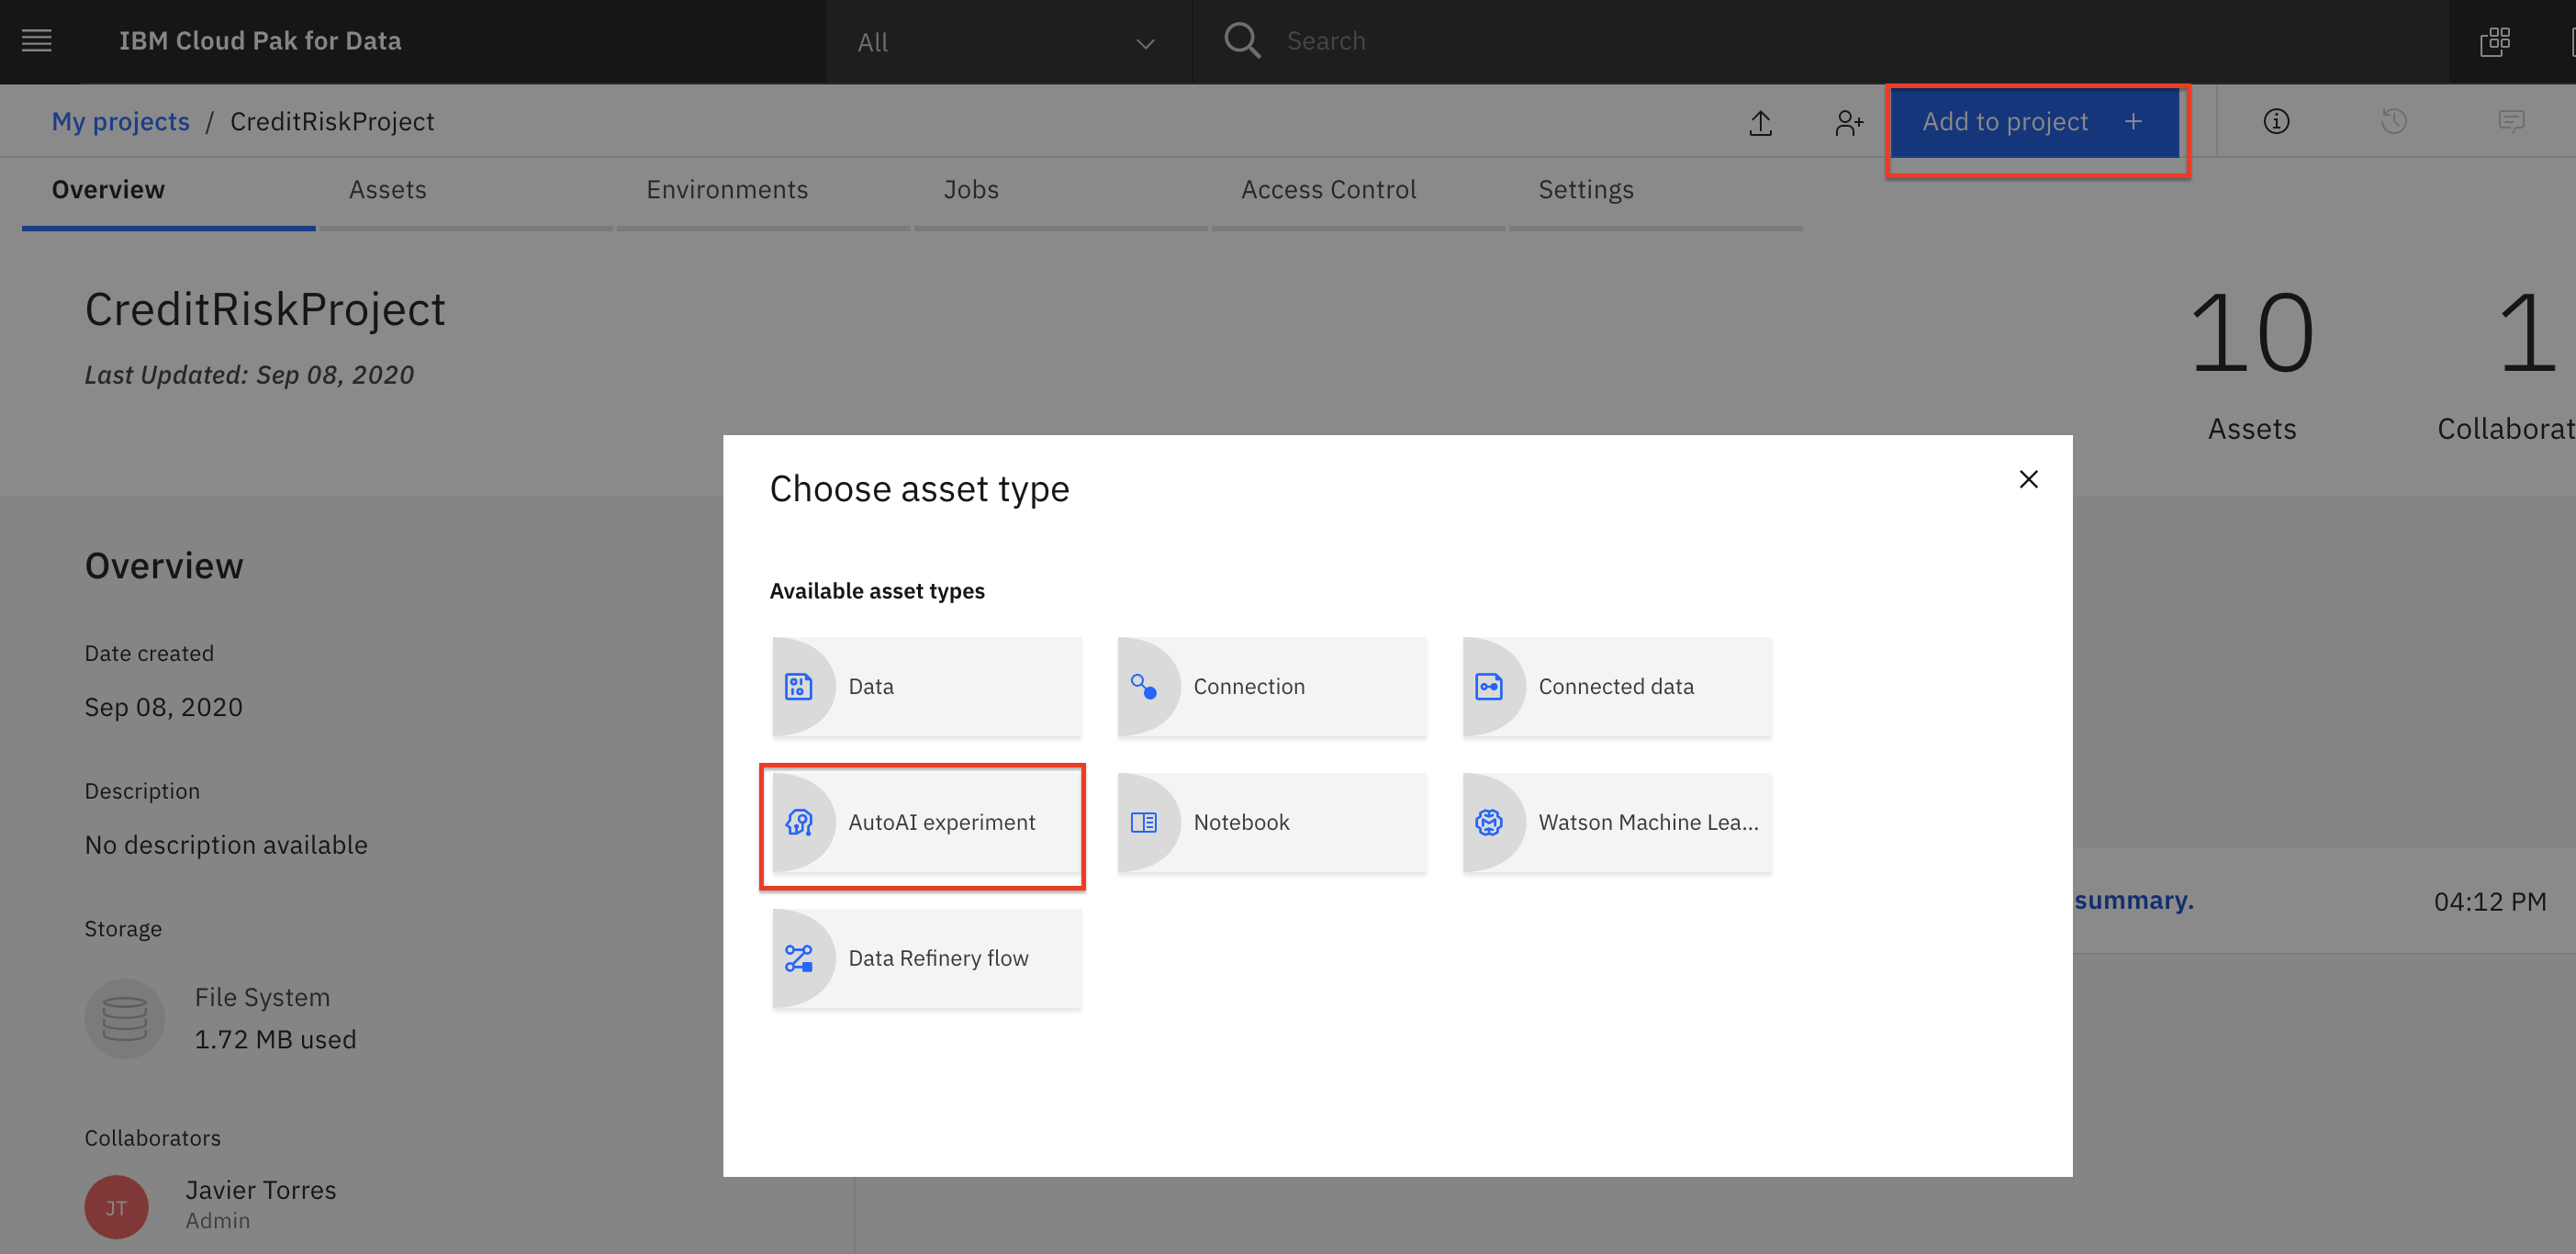 IBM Cloud Pak for Data
All
Search
My projects / CreditRiskProject
Add to project +
Overview
Assets
Environments
Jobs
Access Control
Settings
CreditRiskProject
Last Updated: Sep 08, 2020
10
Assets
1
Collaborat
Choose asset type
Available asset types
Data
Connection
Connected data
AutoAI experiment
Notebook
Watson Machine Lea...
Data Refinery flow
Overview
Date created
Sep 08, 2020
Description
No description available
Storage
File System
1.72 MB used
Collaborators
JT
Javier Torres
Admin
summary.
04:12 PM